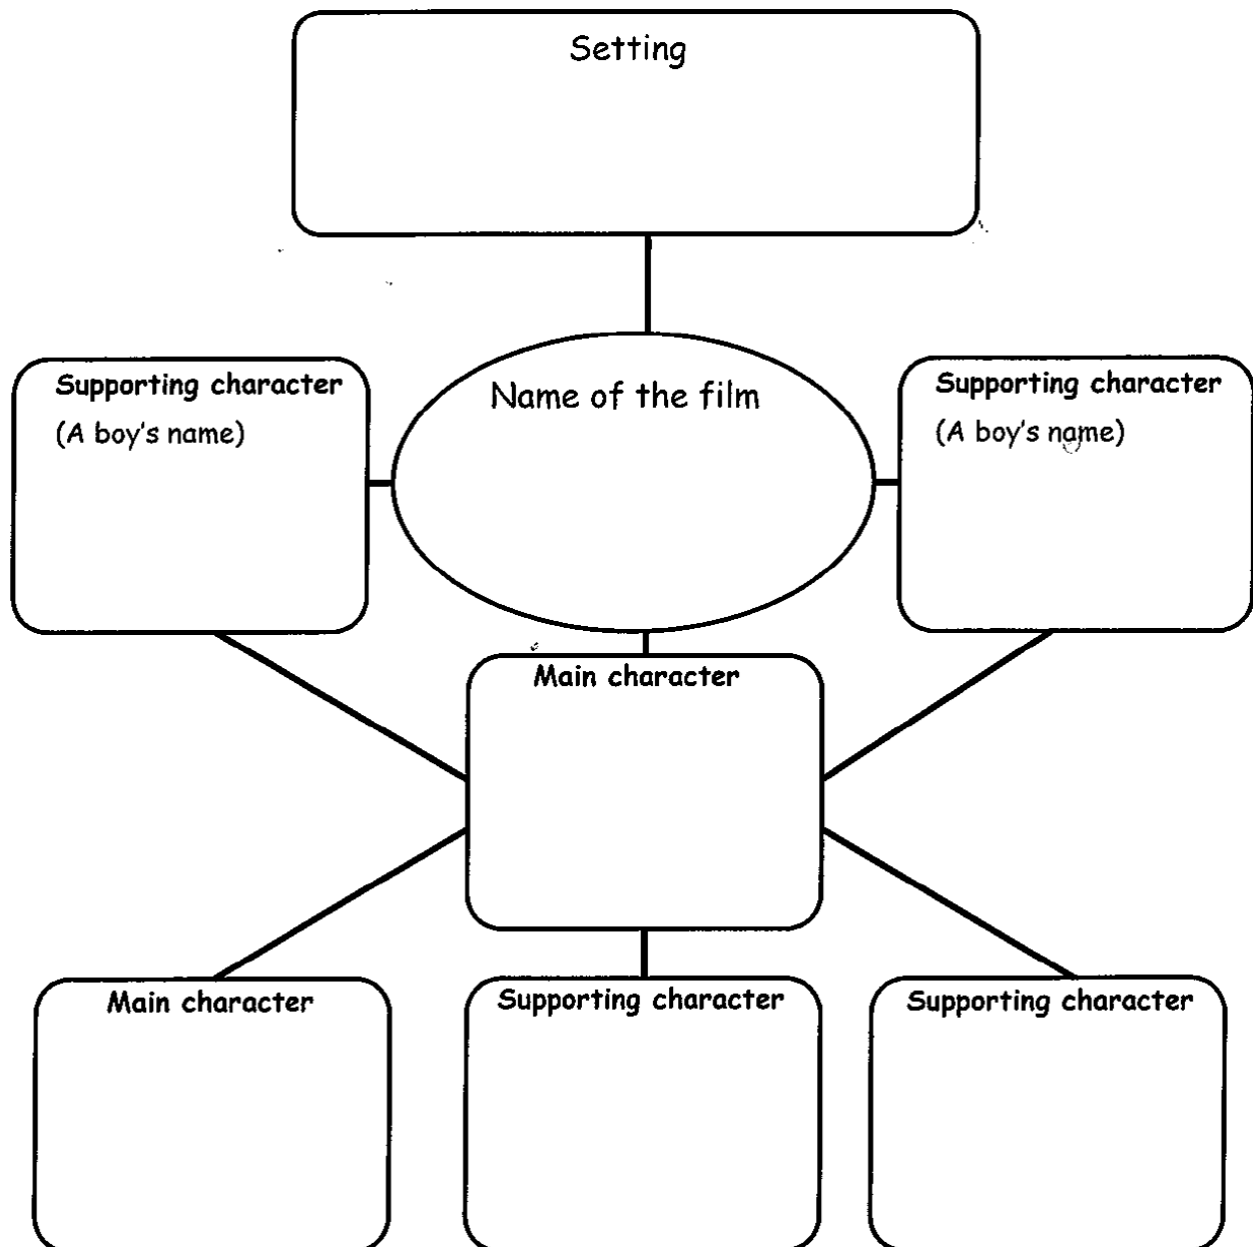 Setting
Supporting character
(A boy's name)
Name of the film
Supporting character
(A boy's name)
Main character
Main character
Supporting character
Supporting character